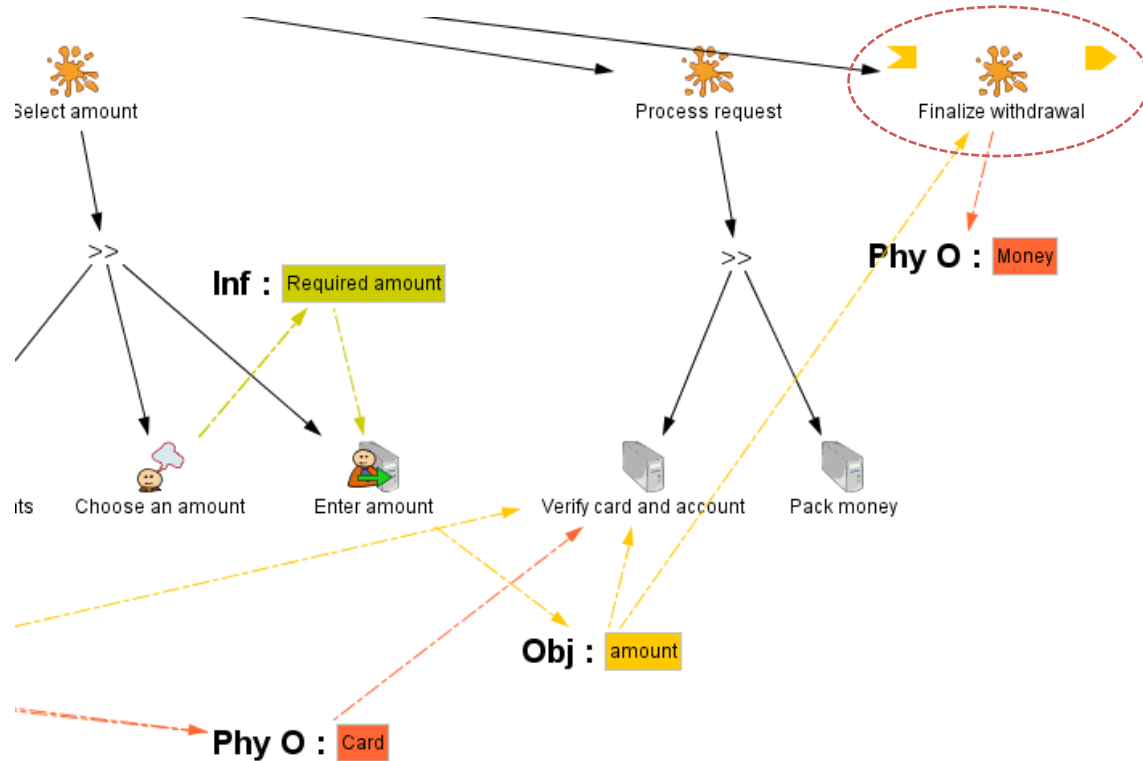 Select amount
Process request
Finalize withdrawal
>>
>>
Phy O : Money
Inf : Required amount
Choose an amount
Enter amount
Verify card and account
Pack money
Obj : amount
Phy O : Card